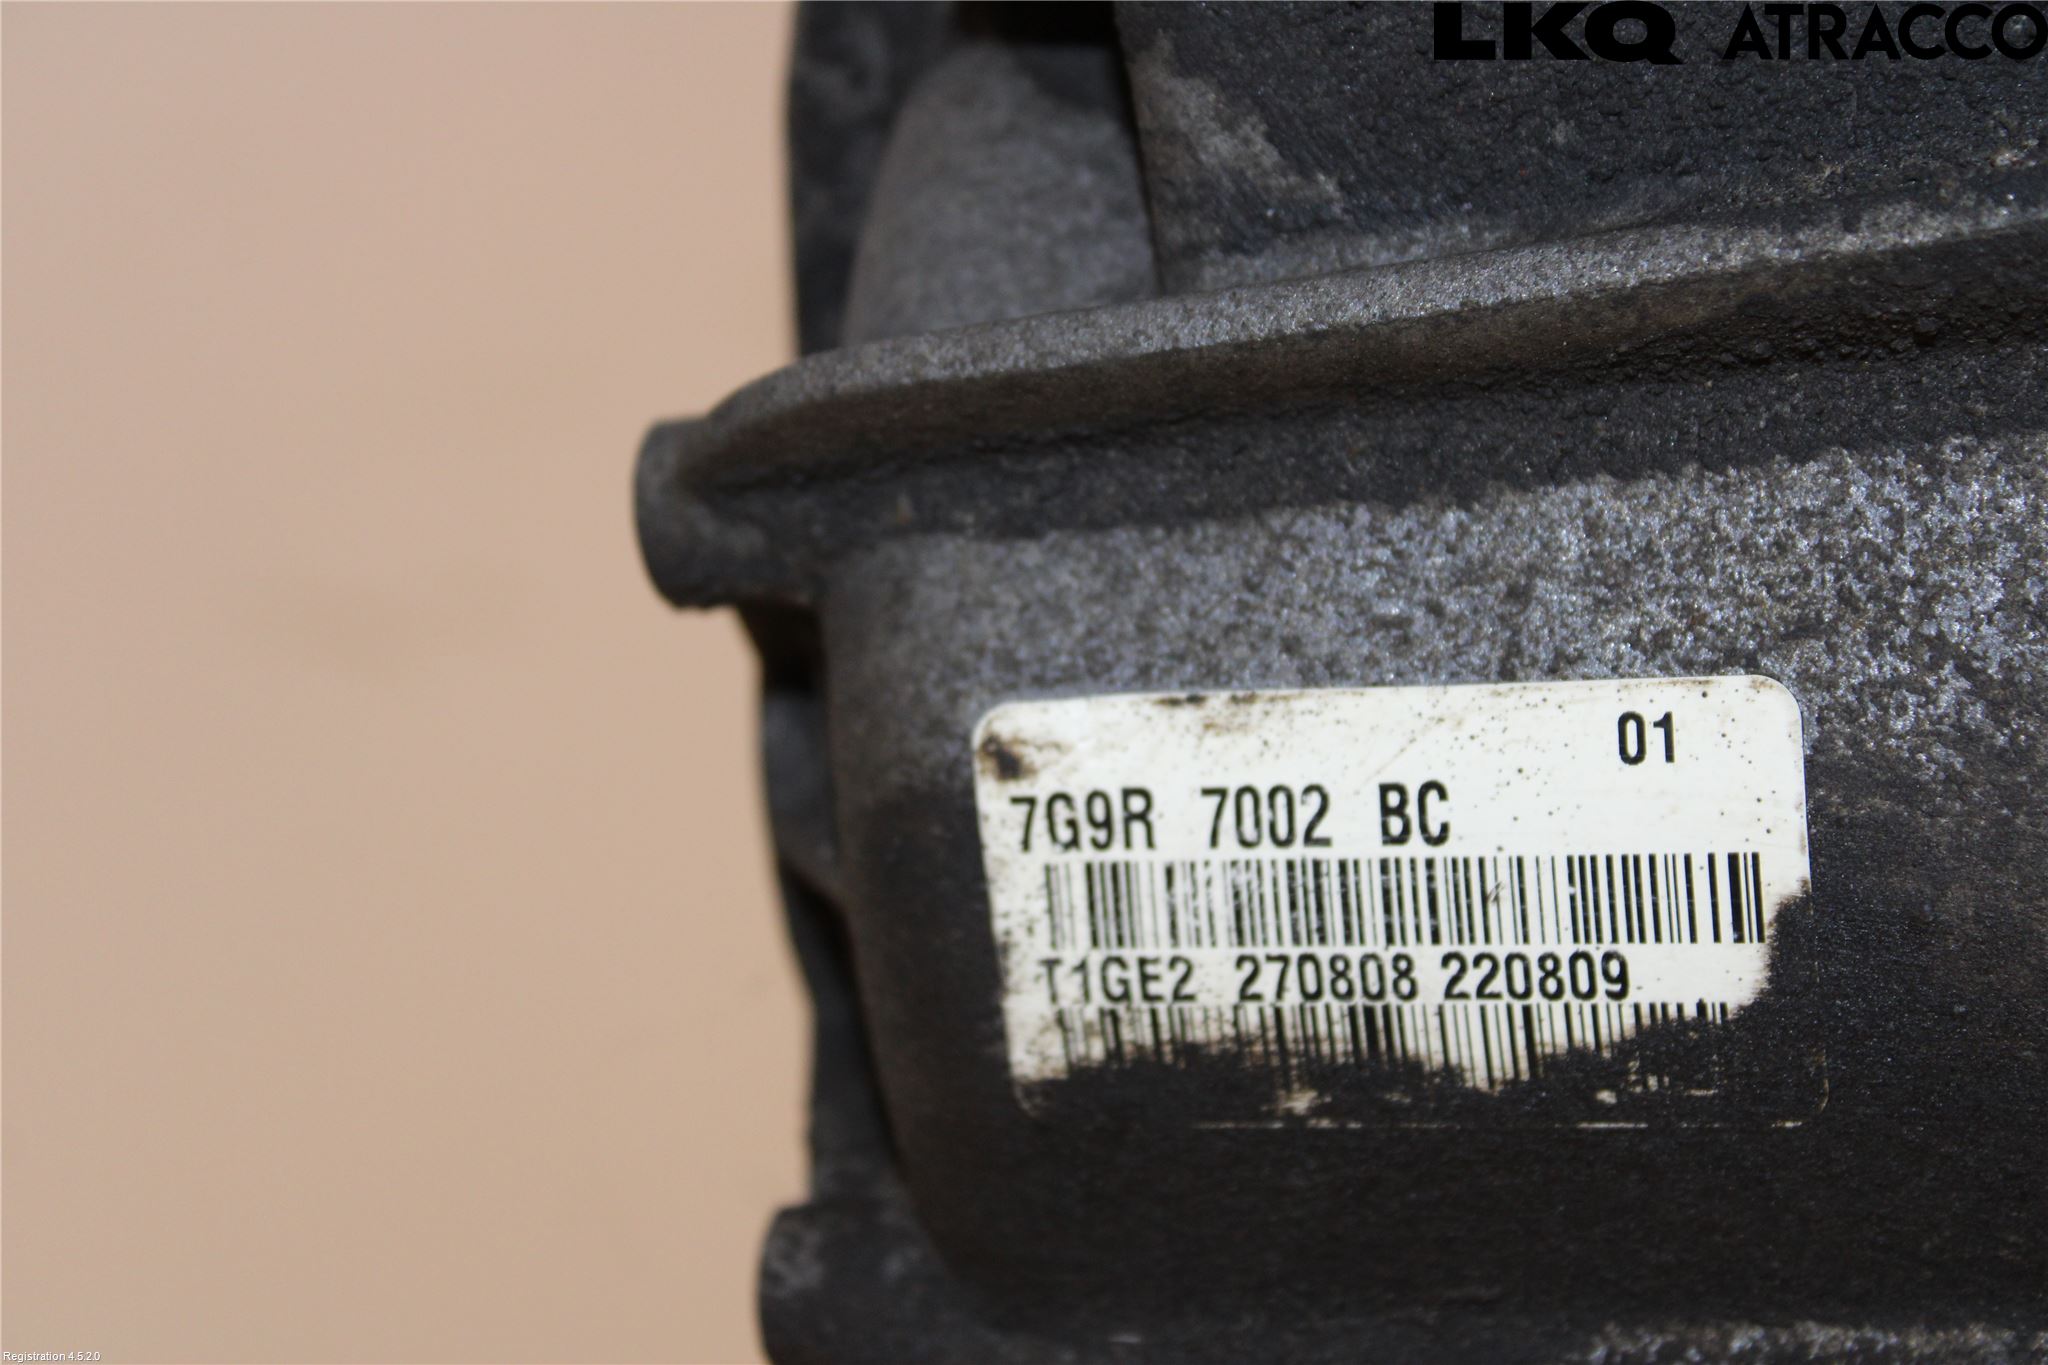 LKQ ATRACCO
01
7G9R 7002 BC
T1GE2 270808 220809
Registration 4.5.2.0